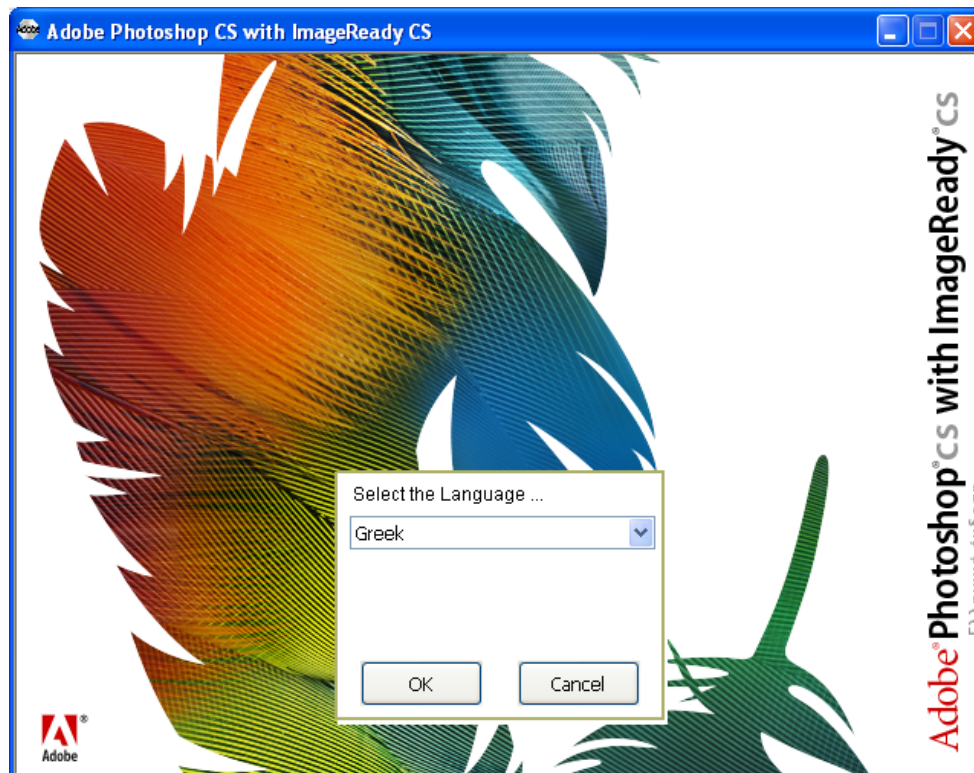 Adobe Photoshop CS with ImageReady CS
Adobe® Photoshop® CS with ImageReady® CS
Select the Language ...
Greek
OK
Cancel
®
Adobe